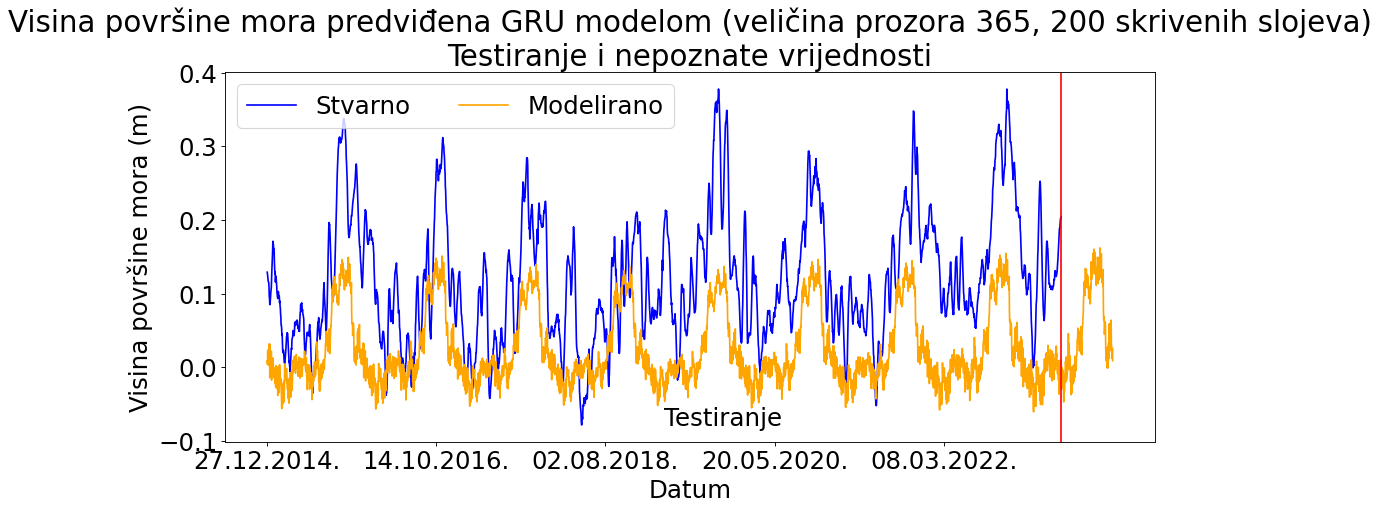 Visina površine mora predviđena GRU modelom (veličina prozora 365, 200 skrivenih slojeva)
Testiranje i nepoznate vrijednosti
Stvarno
Modelirano
Visina površine mora (m)
0.4
0.3
0.2
0.1
0.0
−0.1
Testiranje
27.12.2014.
14.10.2016.
02.08.2018.
20.05.2020.
08.03.2022.
Datum